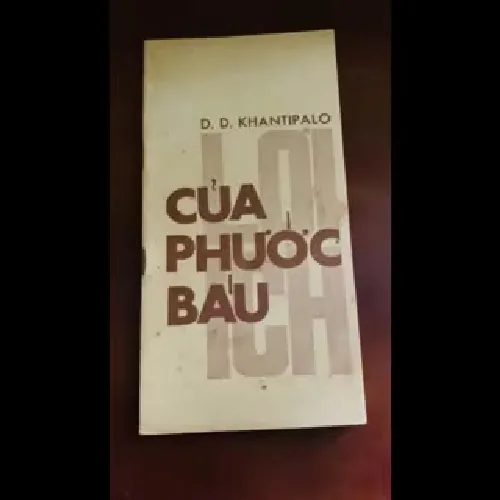 D. D. KHANTIPALO
LỢI
ÍCH
CỦA
PHƯỚC
BÁU